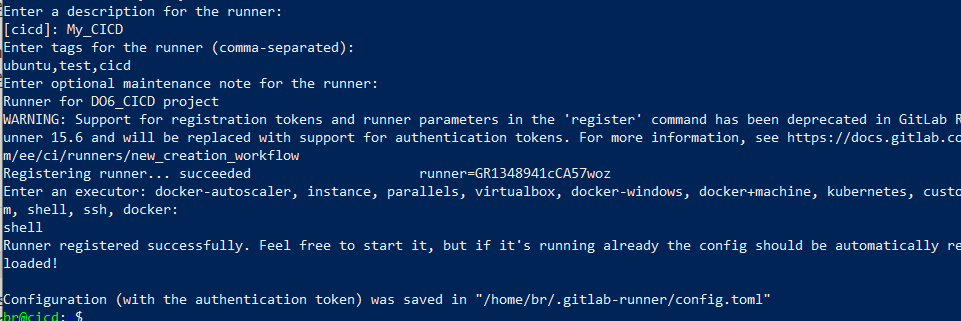 Enter a description for the runner:
[cicd]: My_CICD
Enter tags for the runner (comma-separated):
ubuntu,test,cicd
Enter optional maintenance note for the runner:
Runner for DO6_CICD project
WARNING: Support for registration tokens and runner parameters in the 'register' command has been deprecated in GitLab R
unner 15.6 and will be replaced with support for authentication tokens. For more information, see https://docs.gitlab.co
m/ee/ci/runners/new_creation_workflow
Registering runner... succeeded                     runner=GR1348941cCA57woz
Enter an executor: docker-autoscaler, instance, parallels, virtualbox, docker-windows, docker+machine, kubernetes, custo
m, shell, ssh, docker:
shell
Runner registered successfully. Feel free to start it, but if it's running already the config should be automatically re
loaded!
Configuration (with the authentication token) was saved in "/home/br/.gitlab-runner/config.toml"
br@cicd: $